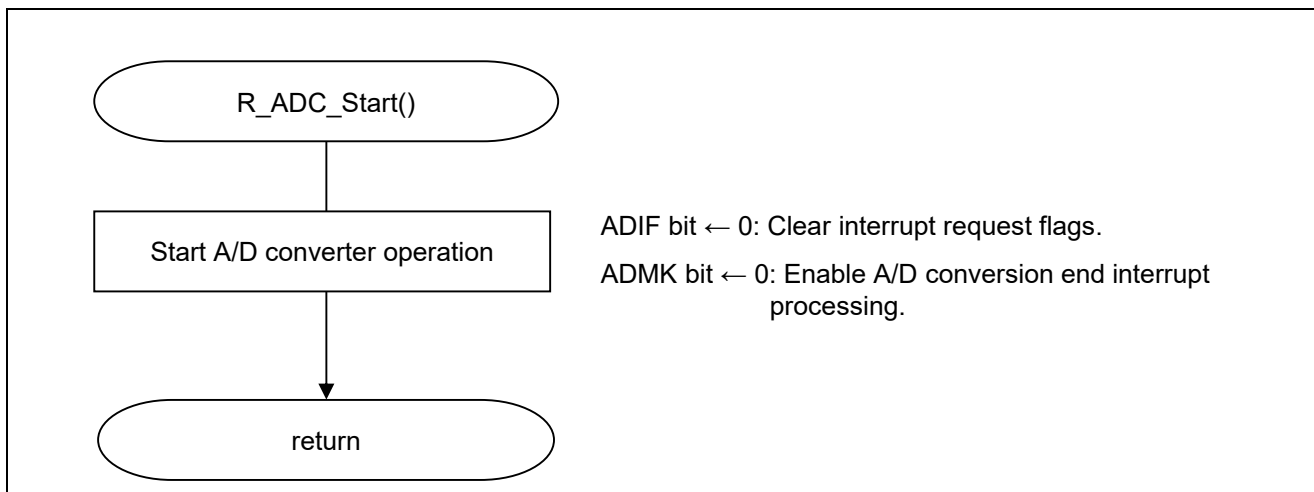 R_ADC_Start()
Start A/D converter operation
ADIF bit ← 0: Clear interrupt request flags.
ADMK bit ← 0: Enable A/D conversion end interrupt
processing.
return